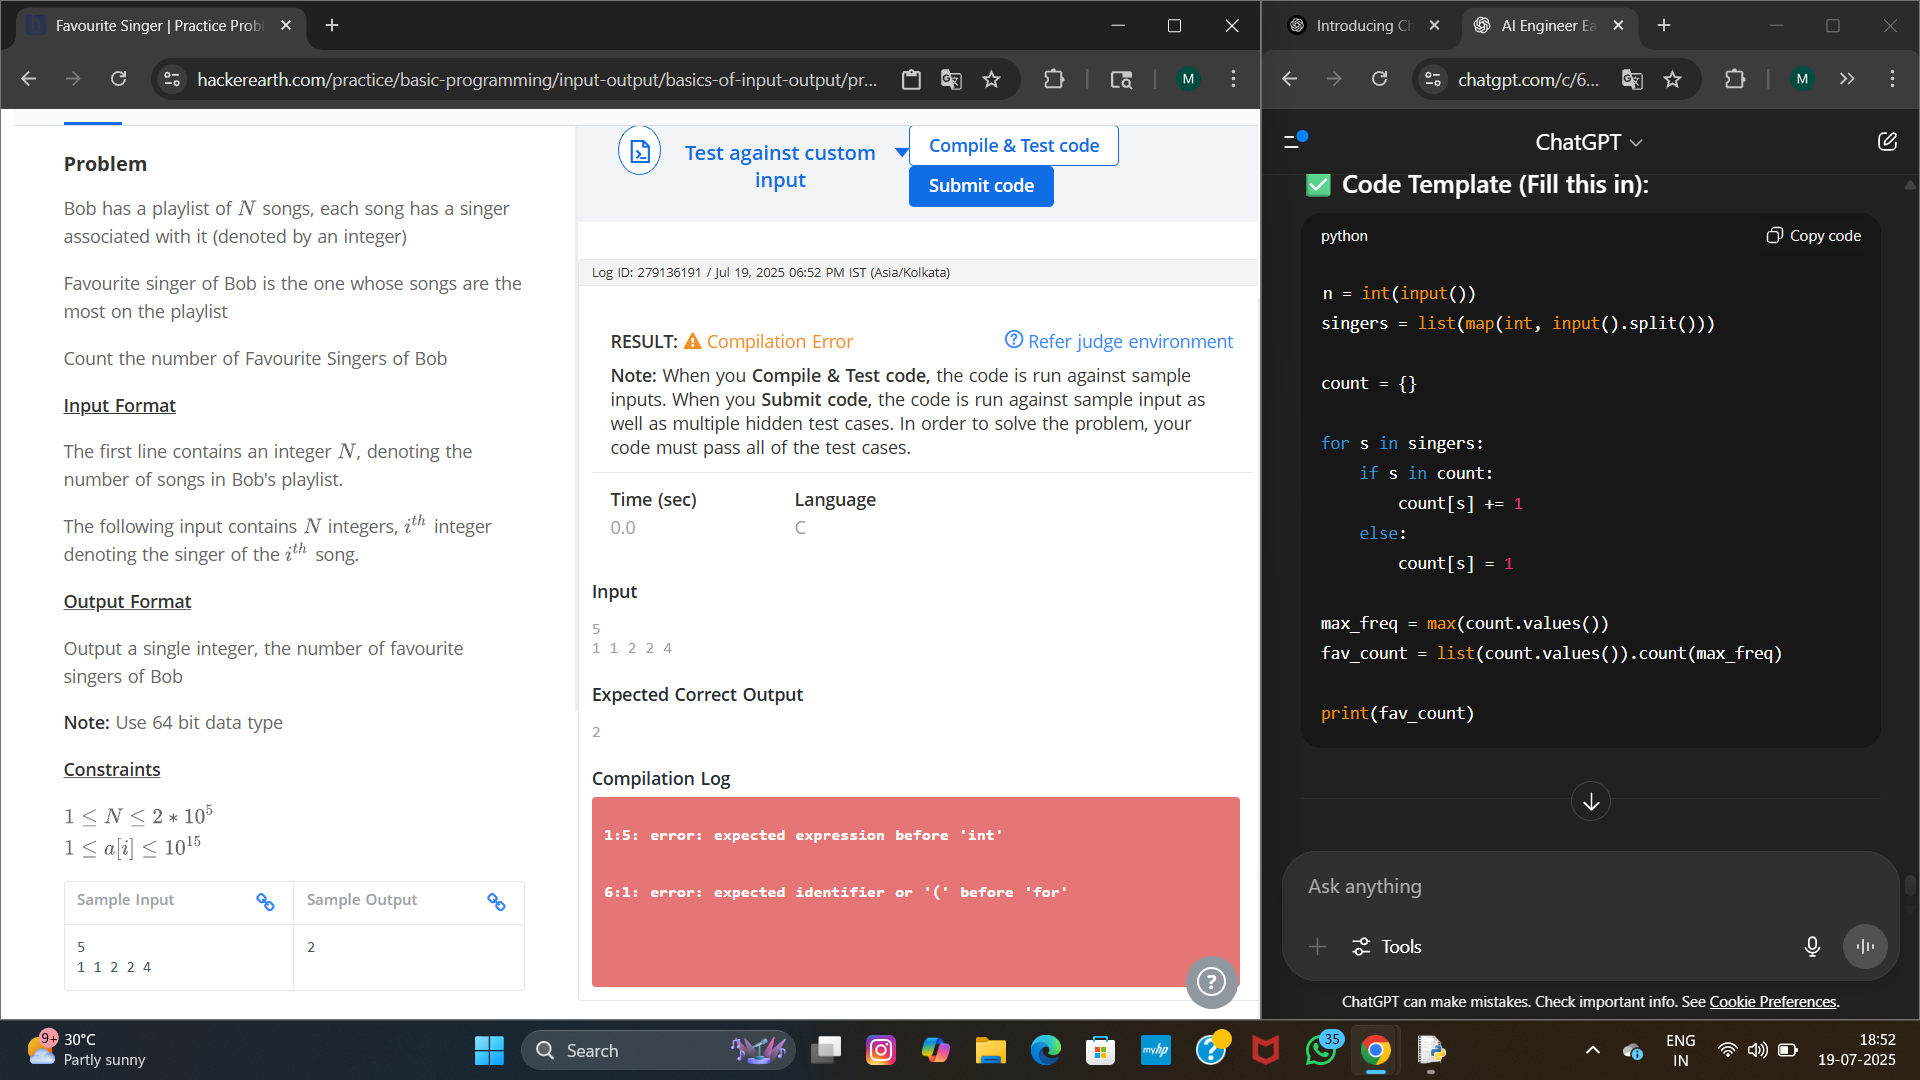 Favourite Singer | Practice Prob
hackerearth.com/practice/basic-programming/input-output/basics-of-input-output/pr...
M
Problem
Bob has a playlist of N songs, each song has a singer
associated with it (denoted by an integer)
Favourite singer of Bob is the one whose songs are the
most on the playlist
Count the number of Favourite Singers of Bob
Input Format
The first line contains an integer N, denoting the
number of songs in Bob's playlist.
The following input contains N integers, i^th integer
denoting the singer of the i^th song.
Output Format
Output a single integer, the number of favourite
singers of Bob
Note: Use 64 bit data type
Constraints
1 ≤ N ≤ 2 * 10^5
1 ≤ a[i] ≤ 10^15
Sample Input
Sample Output
5
1 1 2 2 4
2
Test against custom
input
Compile & Test code
Submit code
Log ID: 279136191 / Jul 19, 2025 06:52 PM IST (Asia/Kolkata)
RESULT: Compilation Error
Refer judge environment
Note: When you Compile & Test code, the code is run against sample
inputs. When you Submit code, the code is run against sample input as
well as multiple hidden test cases. In order to solve the problem, your
code must pass all of the test cases.
Time (sec)
Language
0.0
C
Input
5
1 1 2 2 4
Expected Correct Output
2
Compilation Log
1:5: error: expected expression before 'int'
6:1: error: expected identifier or '(' before 'for'
?
Introducing Ch
AI Engineer Ea
chatgpt.com/c/6...
M
ChatGPT
Code Template (Fill this in):
python
Copy code
n = int(input())
singers = list(map(int, input().split()))
count = {}
for s in singers:
if s in count:
count[s] += 1
else:
count[s] = 1
max_freq = max(count.values())
fav_count = list(count.values()).count(max_freq)
print(fav_count)
Ask anything
Tools
ChatGPT can make mistakes. Check important info. See Cookie Preferences.
9+
30°C
Partly sunny
Search
myhp
?
35
ENG
IN
18:52
19-07-2025